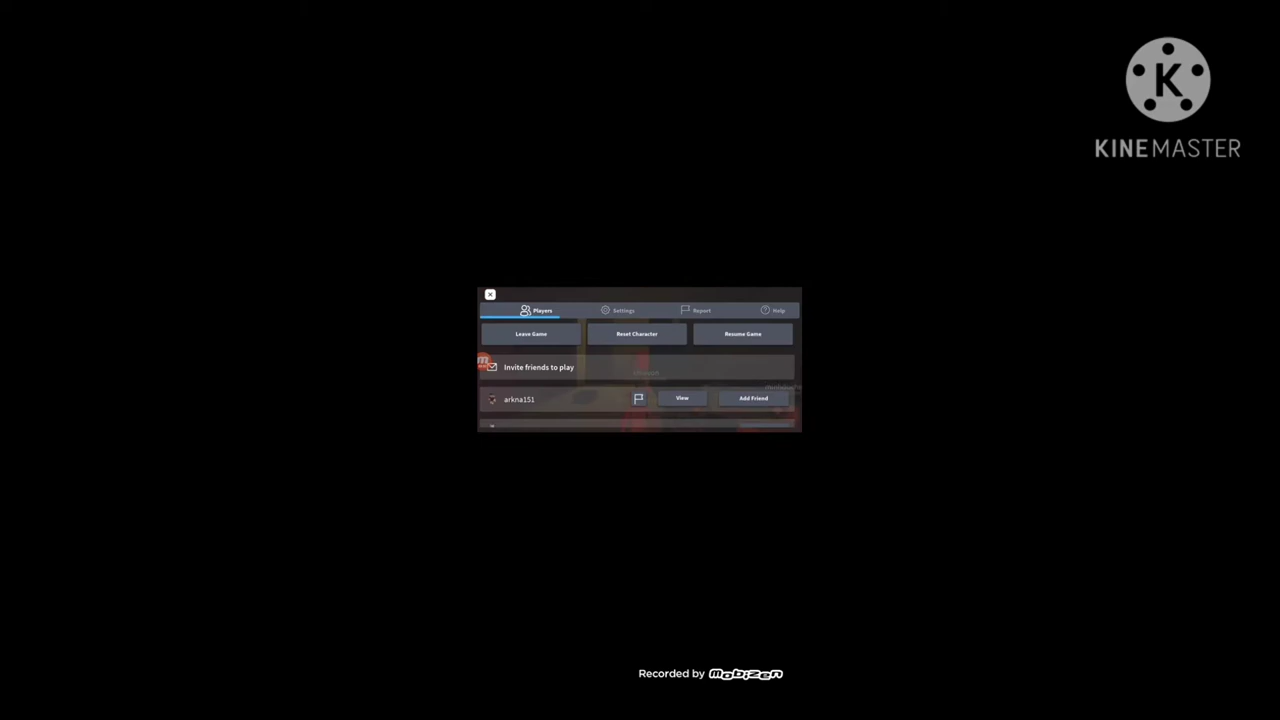 K
KINEMASTER
Players Settings Report Help
Leave Game Reset Character Resume Game
Invite friends to play
arkna151 View Add Friend
Recorded by mobizen